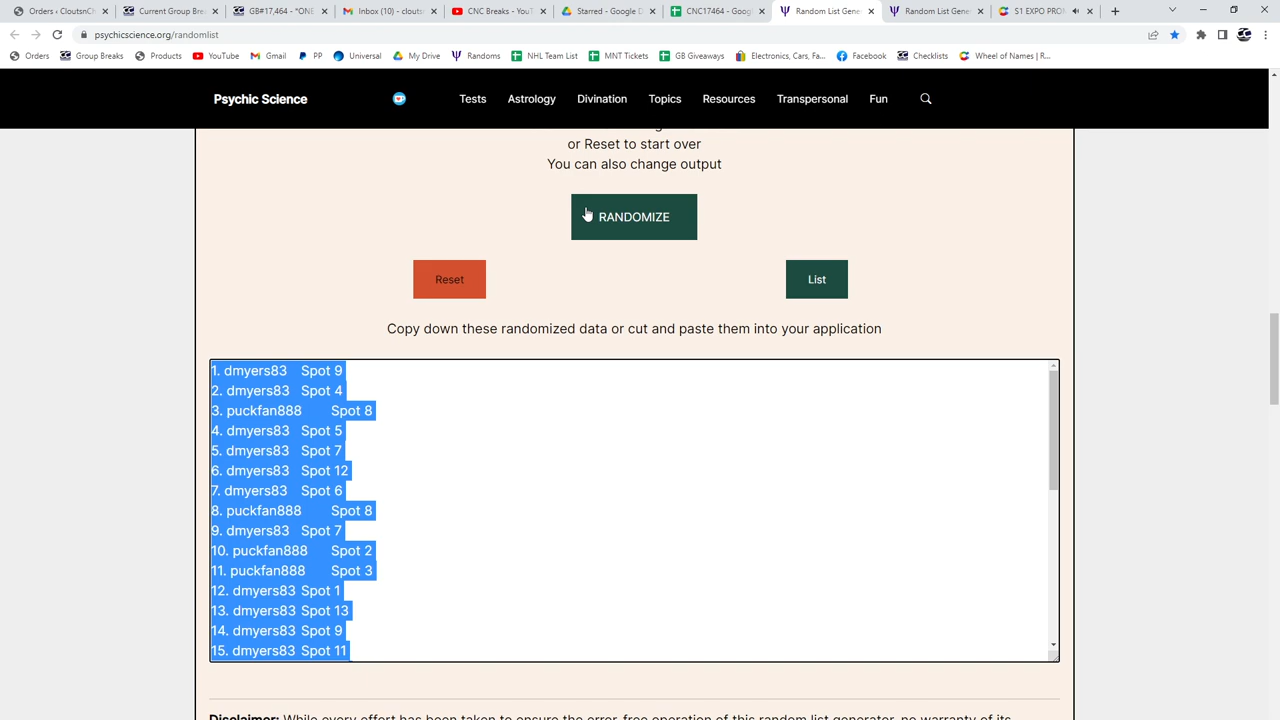 Orders ‹ CloutsnCh
Current Group Break
GB#17,464 - *ONE
Inbox (10) - clouts
CNC Breaks - YouT
Starred - Google D
CNC17464 - Goog
Random List Gene
Random List Gene
S1 EXPO PROM
psychicscience.org/randomlist
Orders
Group Breaks
Products
YouTube
Gmail
PP
Universal
My Drive
Randoms
NHL Team List
MNT Tickets
GB Giveaways
Electronics, Cars, Fa...
Facebook
Checklists
Wheel of Names | R...
Psychic Science
Tests
Astrology
Divination
Topics
Resources
Transpersonal
Fun
or Reset to start over
You can also change output
RANDOMIZE
Reset
List
Copy down these randomized data or cut and paste them into your application
1. dmyers83 Spot 9
2. dmyers83 Spot 4
3. puckfan888 Spot 8
4. dmyers83 Spot 5
5. dmyers83 Spot 7
6. dmyers83 Spot 12
7. dmyers83 Spot 6
8. puckfan888 Spot 8
9. dmyers83 Spot 7
10. puckfan888 Spot 2
11. puckfan888 Spot 3
12. dmyers83 Spot 1
13. dmyers83 Spot 13
14. dmyers83 Spot 9
15. dmyers83 Spot 11
Disclaimer: While every effort has been taken to ensure the error-free operation of this random list generator, no warranty of its